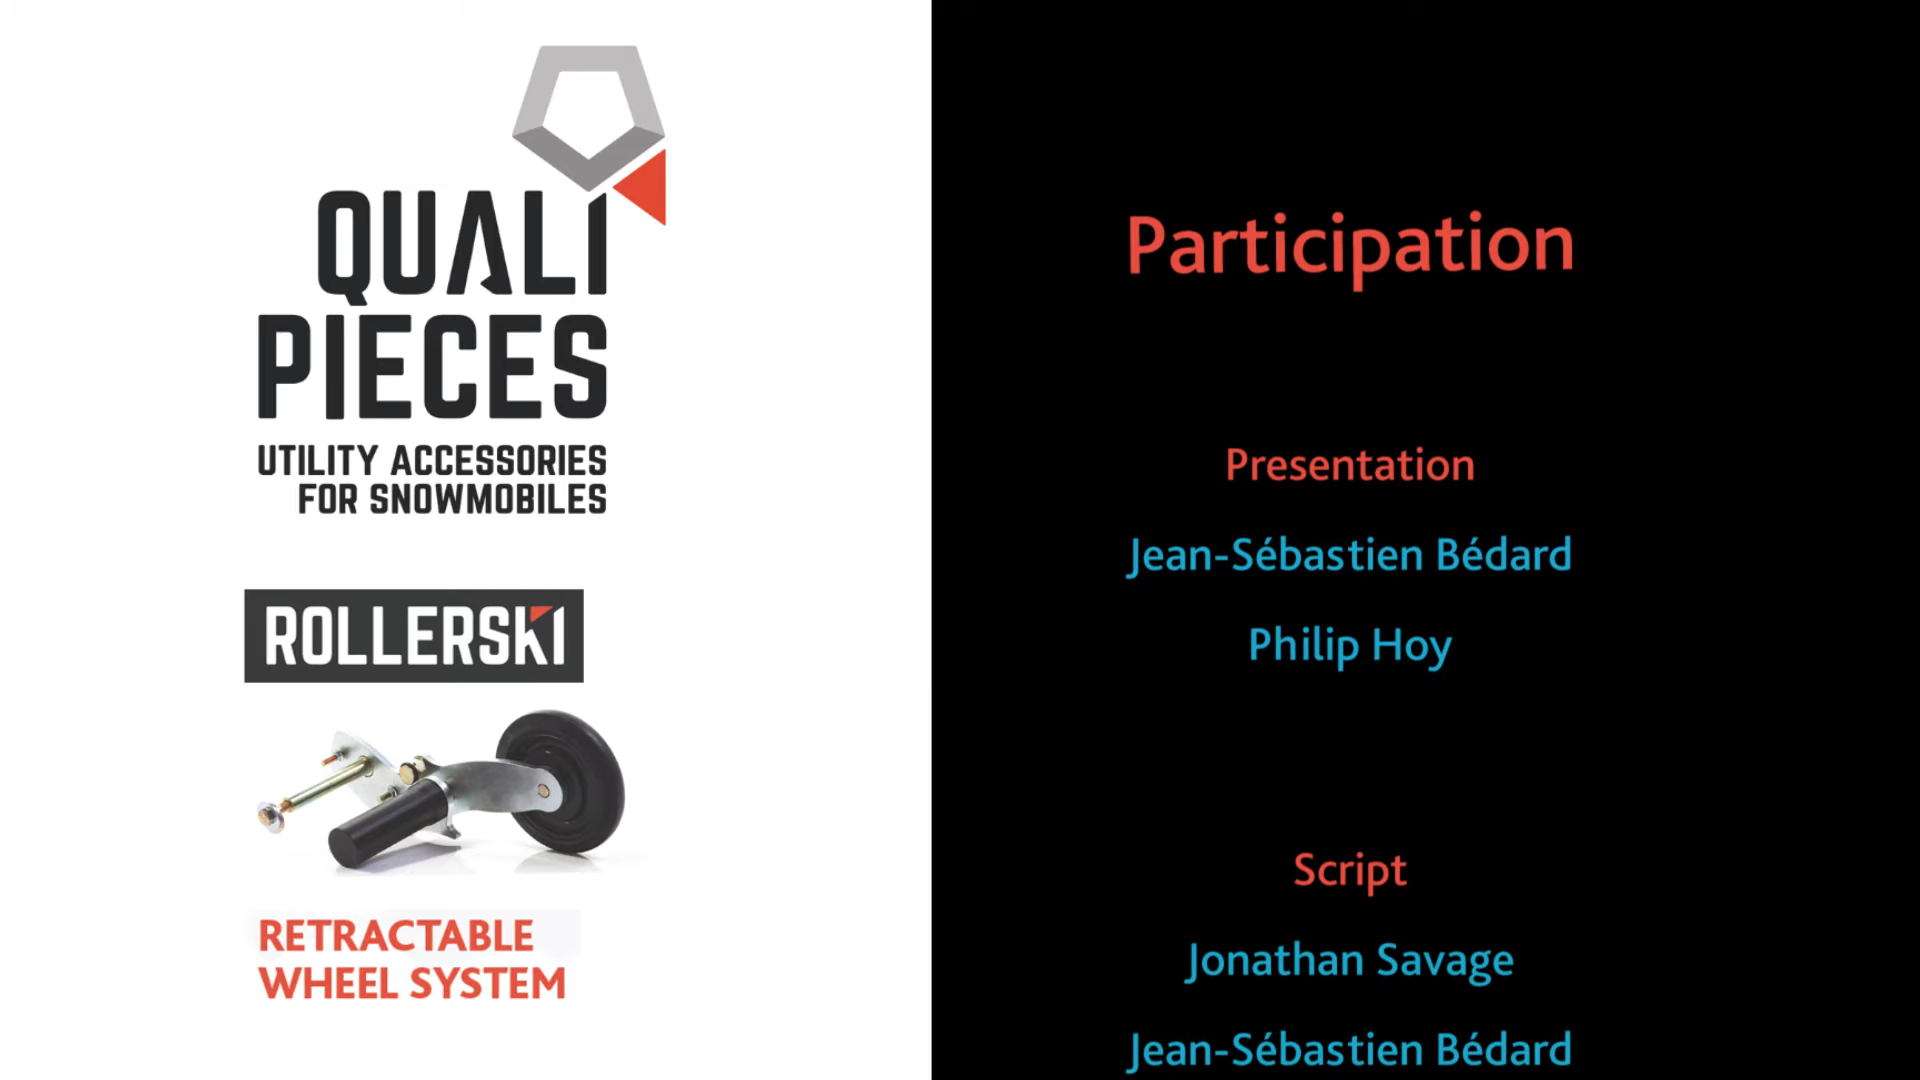 QUALI
PIECES
UTILITY ACCESSORIES
FOR SNOWMOBILES
ROLLERSKI
RETRACTABLE
WHEEL SYSTEM
Participation
Presentation
Jean-Sébastien Bédard
Philip Hoy
Script
Jonathan Savage
Jean-Sébastien Bédard